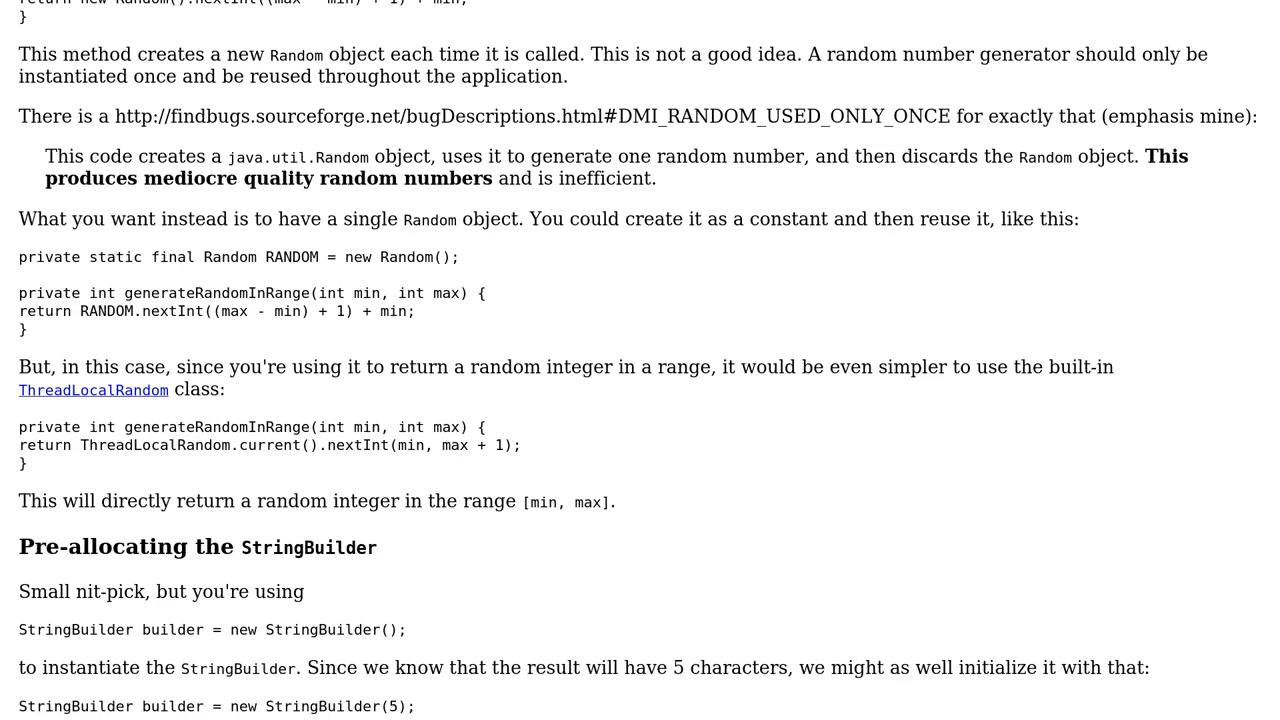 return new Random().nextInt((max - min) + 1) + min;
}
This method creates a new Random object each time it is called. This is not a good idea. A random number generator should only be
instantiated once and be reused throughout the application.
There is a http://findbugs.sourceforge.net/bugDescriptions.html#DMI_RANDOM_USED_ONLY_ONCE for exactly that (emphasis mine):
This code creates a java.util.Random object, uses it to generate one random number, and then discards the Random object. This
produces mediocre quality random numbers and is inefficient.
What you want instead is to have a single Random object. You could create it as a constant and then reuse it, like this:
private static final Random RANDOM = new Random();
private int generateRandomInRange(int min, int max) {
return RANDOM.nextInt((max - min) + 1) + min;
}
But, in this case, since you're using it to return a random integer in a range, it would be even simpler to use the built-in
ThreadLocalRandom class:
private int generateRandomInRange(int min, int max) {
return ThreadLocalRandom.current().nextInt(min, max + 1);
}
This will directly return a random integer in the range [min, max].
Pre-allocating the StringBuilder
Small nit-pick, but you're using
StringBuilder builder = new StringBuilder();
to instantiate the StringBuilder. Since we know that the result will have 5 characters, we might as well initialize it with that:
StringBuilder builder = new StringBuilder(5);